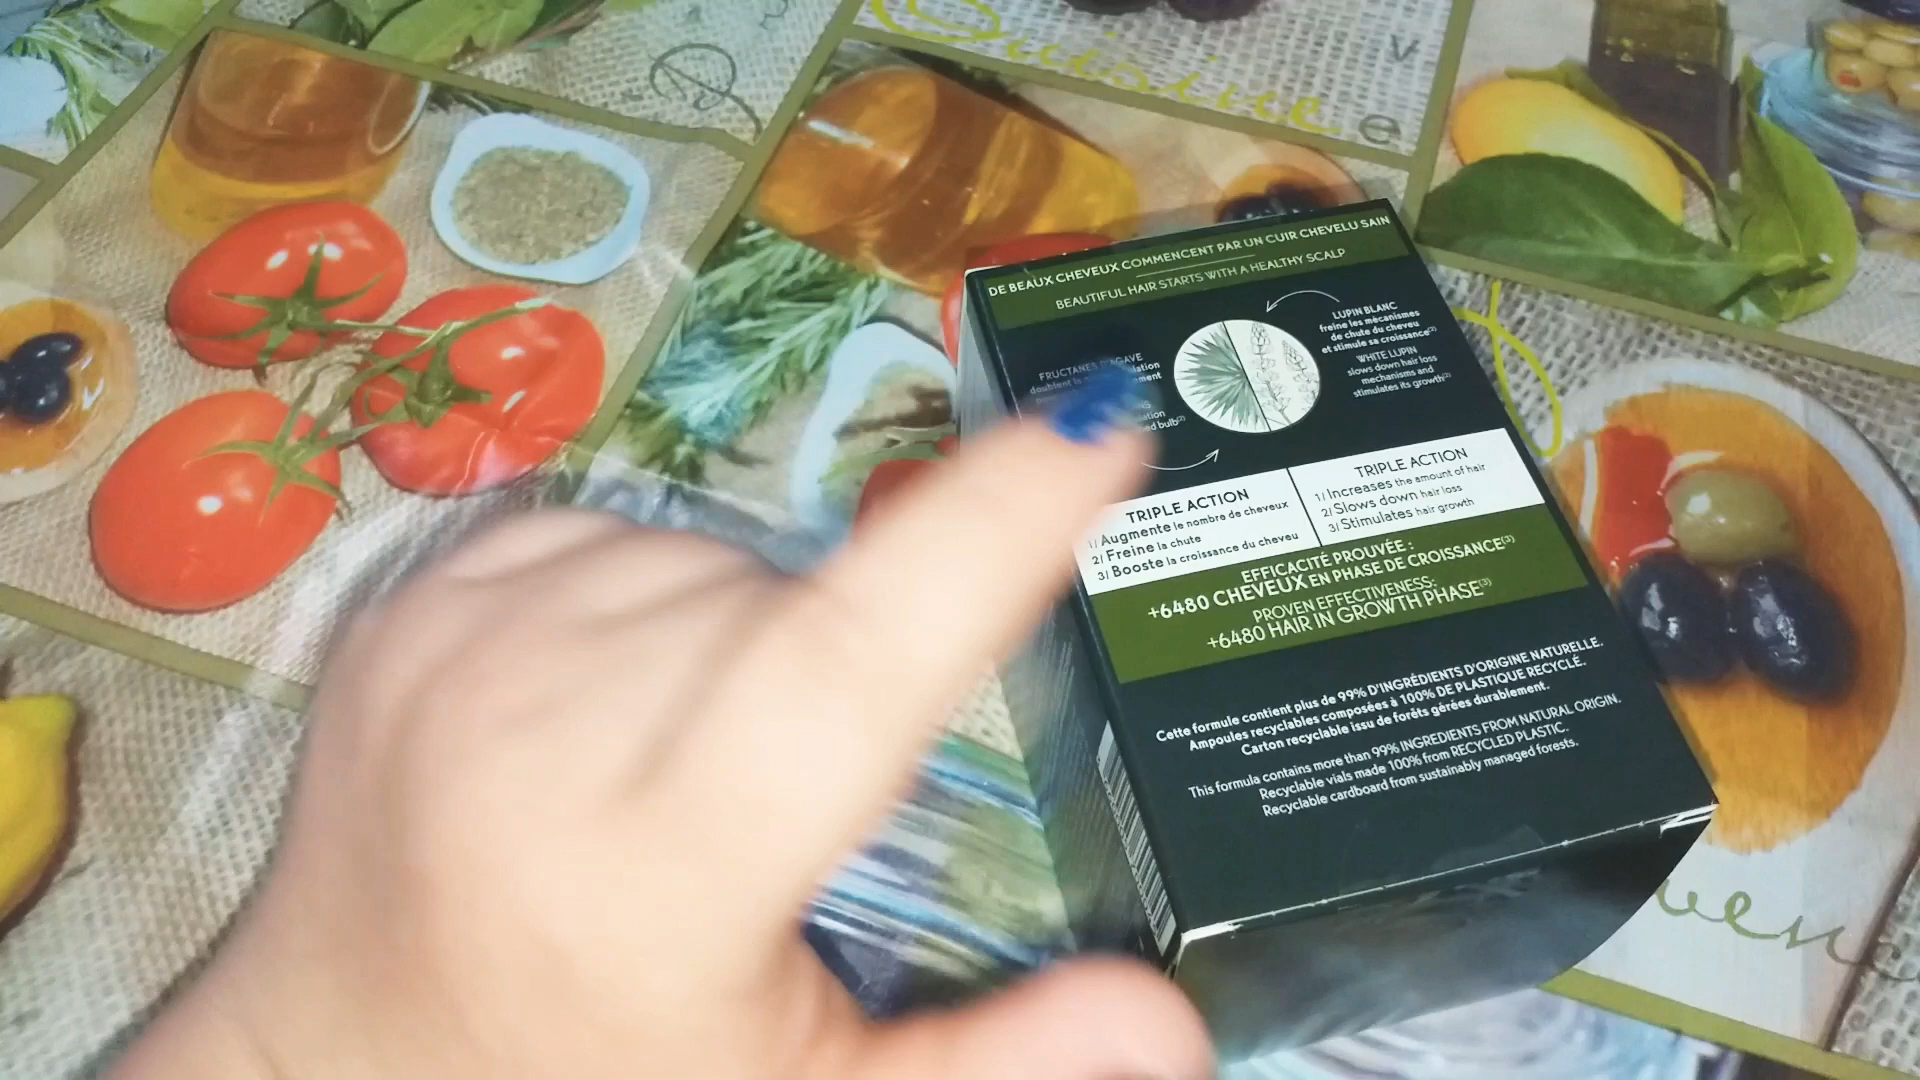 Cuisine
v
e
DE BEAUX CHEVEUX COMMENCENT PAR UN CUIR CHEVELU SAIN
BEAUTIFUL HAIR STARTS WITH A HEALTHY SCALP
LUPIN BLANC
freine les mécanismes
de chute du cheveu
et stimule sa croissance(2)
WHITE LUPIN
slows down hair loss
mechanisms and
stimulates its growth(2)
FRUCTANES D'AGAVE
doublent la
bulb(2)
TRIPLE ACTION
1/ Augmente le nombre de cheveux
2/ Freine la chute
3/ Booste la croissance du cheveu
TRIPLE ACTION
1/ Increases the amount of hair
2/ Slows down hair loss
3/ Stimulates hair growth
EFFICACITÉ PROUVÉE :
+6480 CHEVEUX EN PHASE DE CROISSANCE(3)
PROVEN EFFECTIVENESS:
+6480 HAIR IN GROWTH PHASE(3)
Cette formule contient plus de 99% D'INGRÉDIENTS D'ORIGINE NATURELLE.
Ampoules recyclables composées à 100% DE PLASTIQUE RECYCLÉ.
Carton recyclable issu de forêts gérées durablement.
This formula contains more than 99% INGREDIENTS FROM NATURAL ORIGIN.
Recyclable vials made 100% from RECYCLED PLASTIC.
Recyclable cardboard from sustainably managed forests.